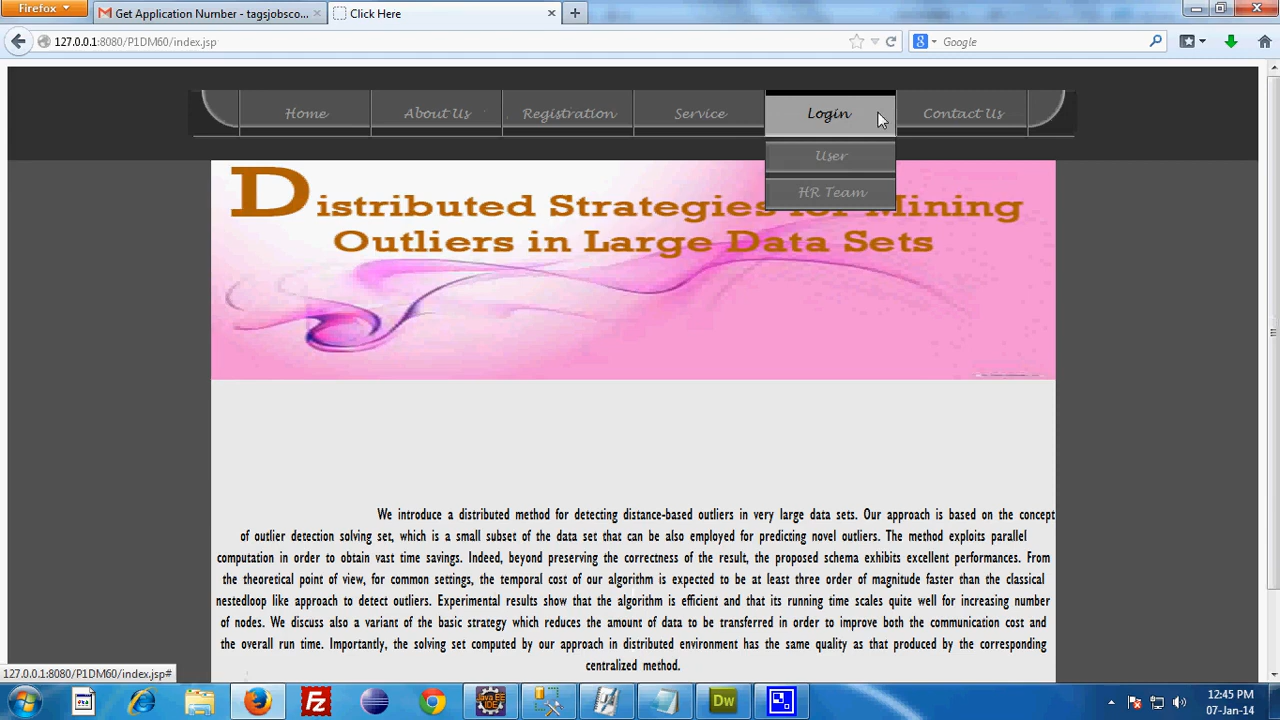 Firefox
Get Application Number - tagsjobsco...
Click Here
127.0.0.1:8080/P1DM60/index.jsp
Google
Home
About Us
Registration
Service
Login
Contact Us
User
HR Team
Distributed Strategies for Mining
Outliers in Large Data Sets
We introduce a distributed method for detecting distance-based outliers in very large data sets. Our approach is based on the concept
of outlier detection solving set, which is a small subset of the data set that can be also employed for predicting novel outliers. The method exploits parallel
computation in order to obtain vast time savings. Indeed, beyond preserving the correctness of the result, the proposed schema exhibits excellent performances. From
the theoretical point of view, for common settings, the temporal cost of our algorithm is expected to be at least three order of magnitude faster than the classical
nestedloop like approach to detect outliers. Experimental results show that the algorithm is efficient and that its running time scales quite well for increasing number
of nodes. We discuss also a variant of the basic strategy which reduces the amount of data to be transferred in order to improve both the communication cost and
the overall run time. Importantly, the solving set computed by our approach in distributed environment has the same quality as that produced by the corresponding
centralized method.
127.0.0.1:8080/P1DM60/index.jsp#
Java EE
IDE
Dw
12:45 PM
07-Jan-14